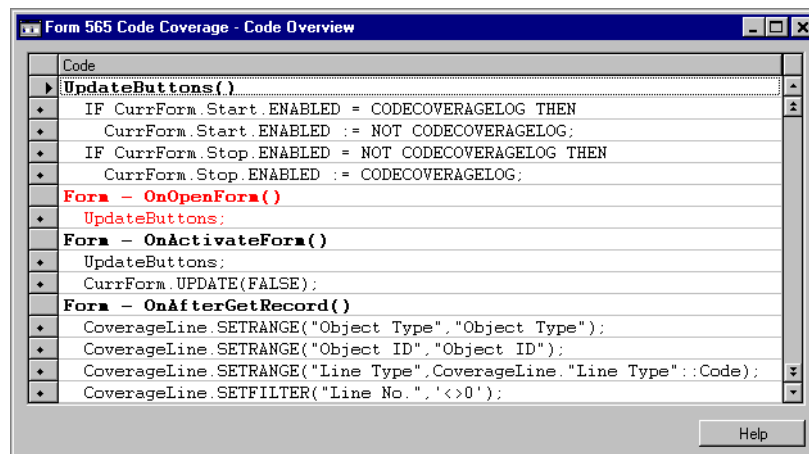 Form 565 Code Coverage - Code Overview
Code
UpdateButtons()
IF CurrForm.Start.ENABLED = CODECOVERAGELOG THEN
CurrForm.Start.ENABLED := NOT CODECOVERAGELOG;
IF CurrForm.Stop.ENABLED = NOT CODECOVERAGELOG THEN
CurrForm.Stop.ENABLED := CODECOVERAGELOG;
Form - OnOpenForm()
UpdateButtons;
Form - OnActivateForm()
UpdateButtons;
CurrForm.UPDATE(FALSE);
Form - OnAfterGetRecord()
CoverageLine.SETRANGE("Object Type","Object Type");
CoverageLine.SETRANGE("Object ID","Object ID");
CoverageLine.SETRANGE("Line Type",CoverageLine."Line Type"::Code);
CoverageLine.SETFILTER("Line No.",'<>0');
Help